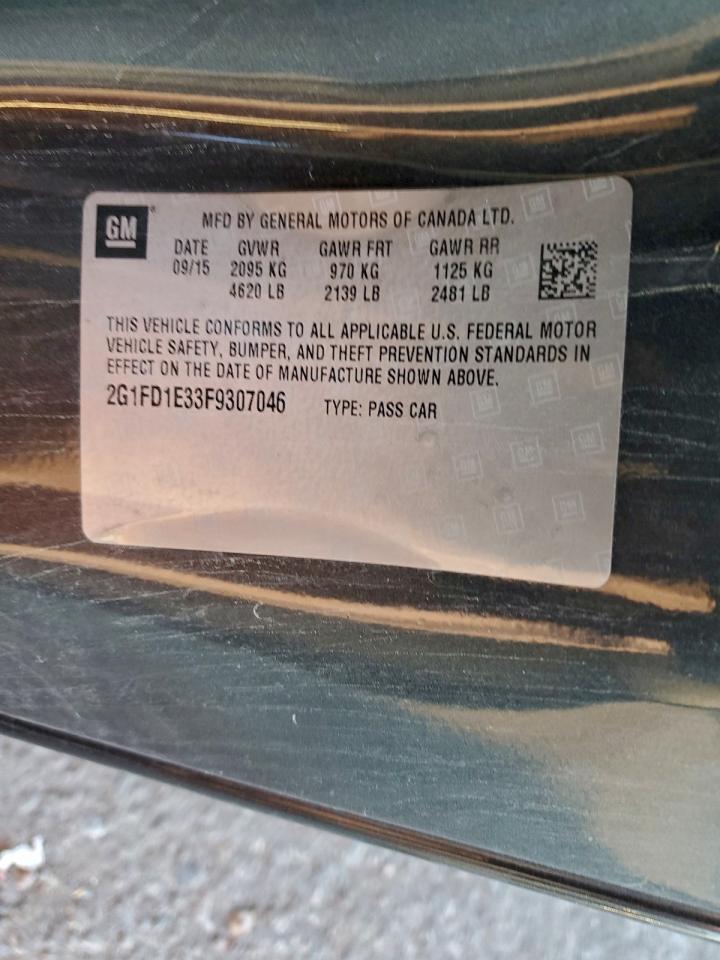 GM
MFD BY GENERAL MOTORS OF CANADA LTD.
DATE GVWR GAWR FRT GAWR RR
09/15 2095 KG 970 KG 1125 KG
4620 LB 2139 LB 2481 LB
THIS VEHICLE CONFORMS TO ALL APPLICABLE U.S. FEDERAL MOTOR
VEHICLE SAFETY, BUMPER, AND THEFT PREVENTION STANDARDS IN
EFFECT ON THE DATE OF MANUFACTURE SHOWN ABOVE.
2G1FD1E33F9307046 TYPE: PASS CAR